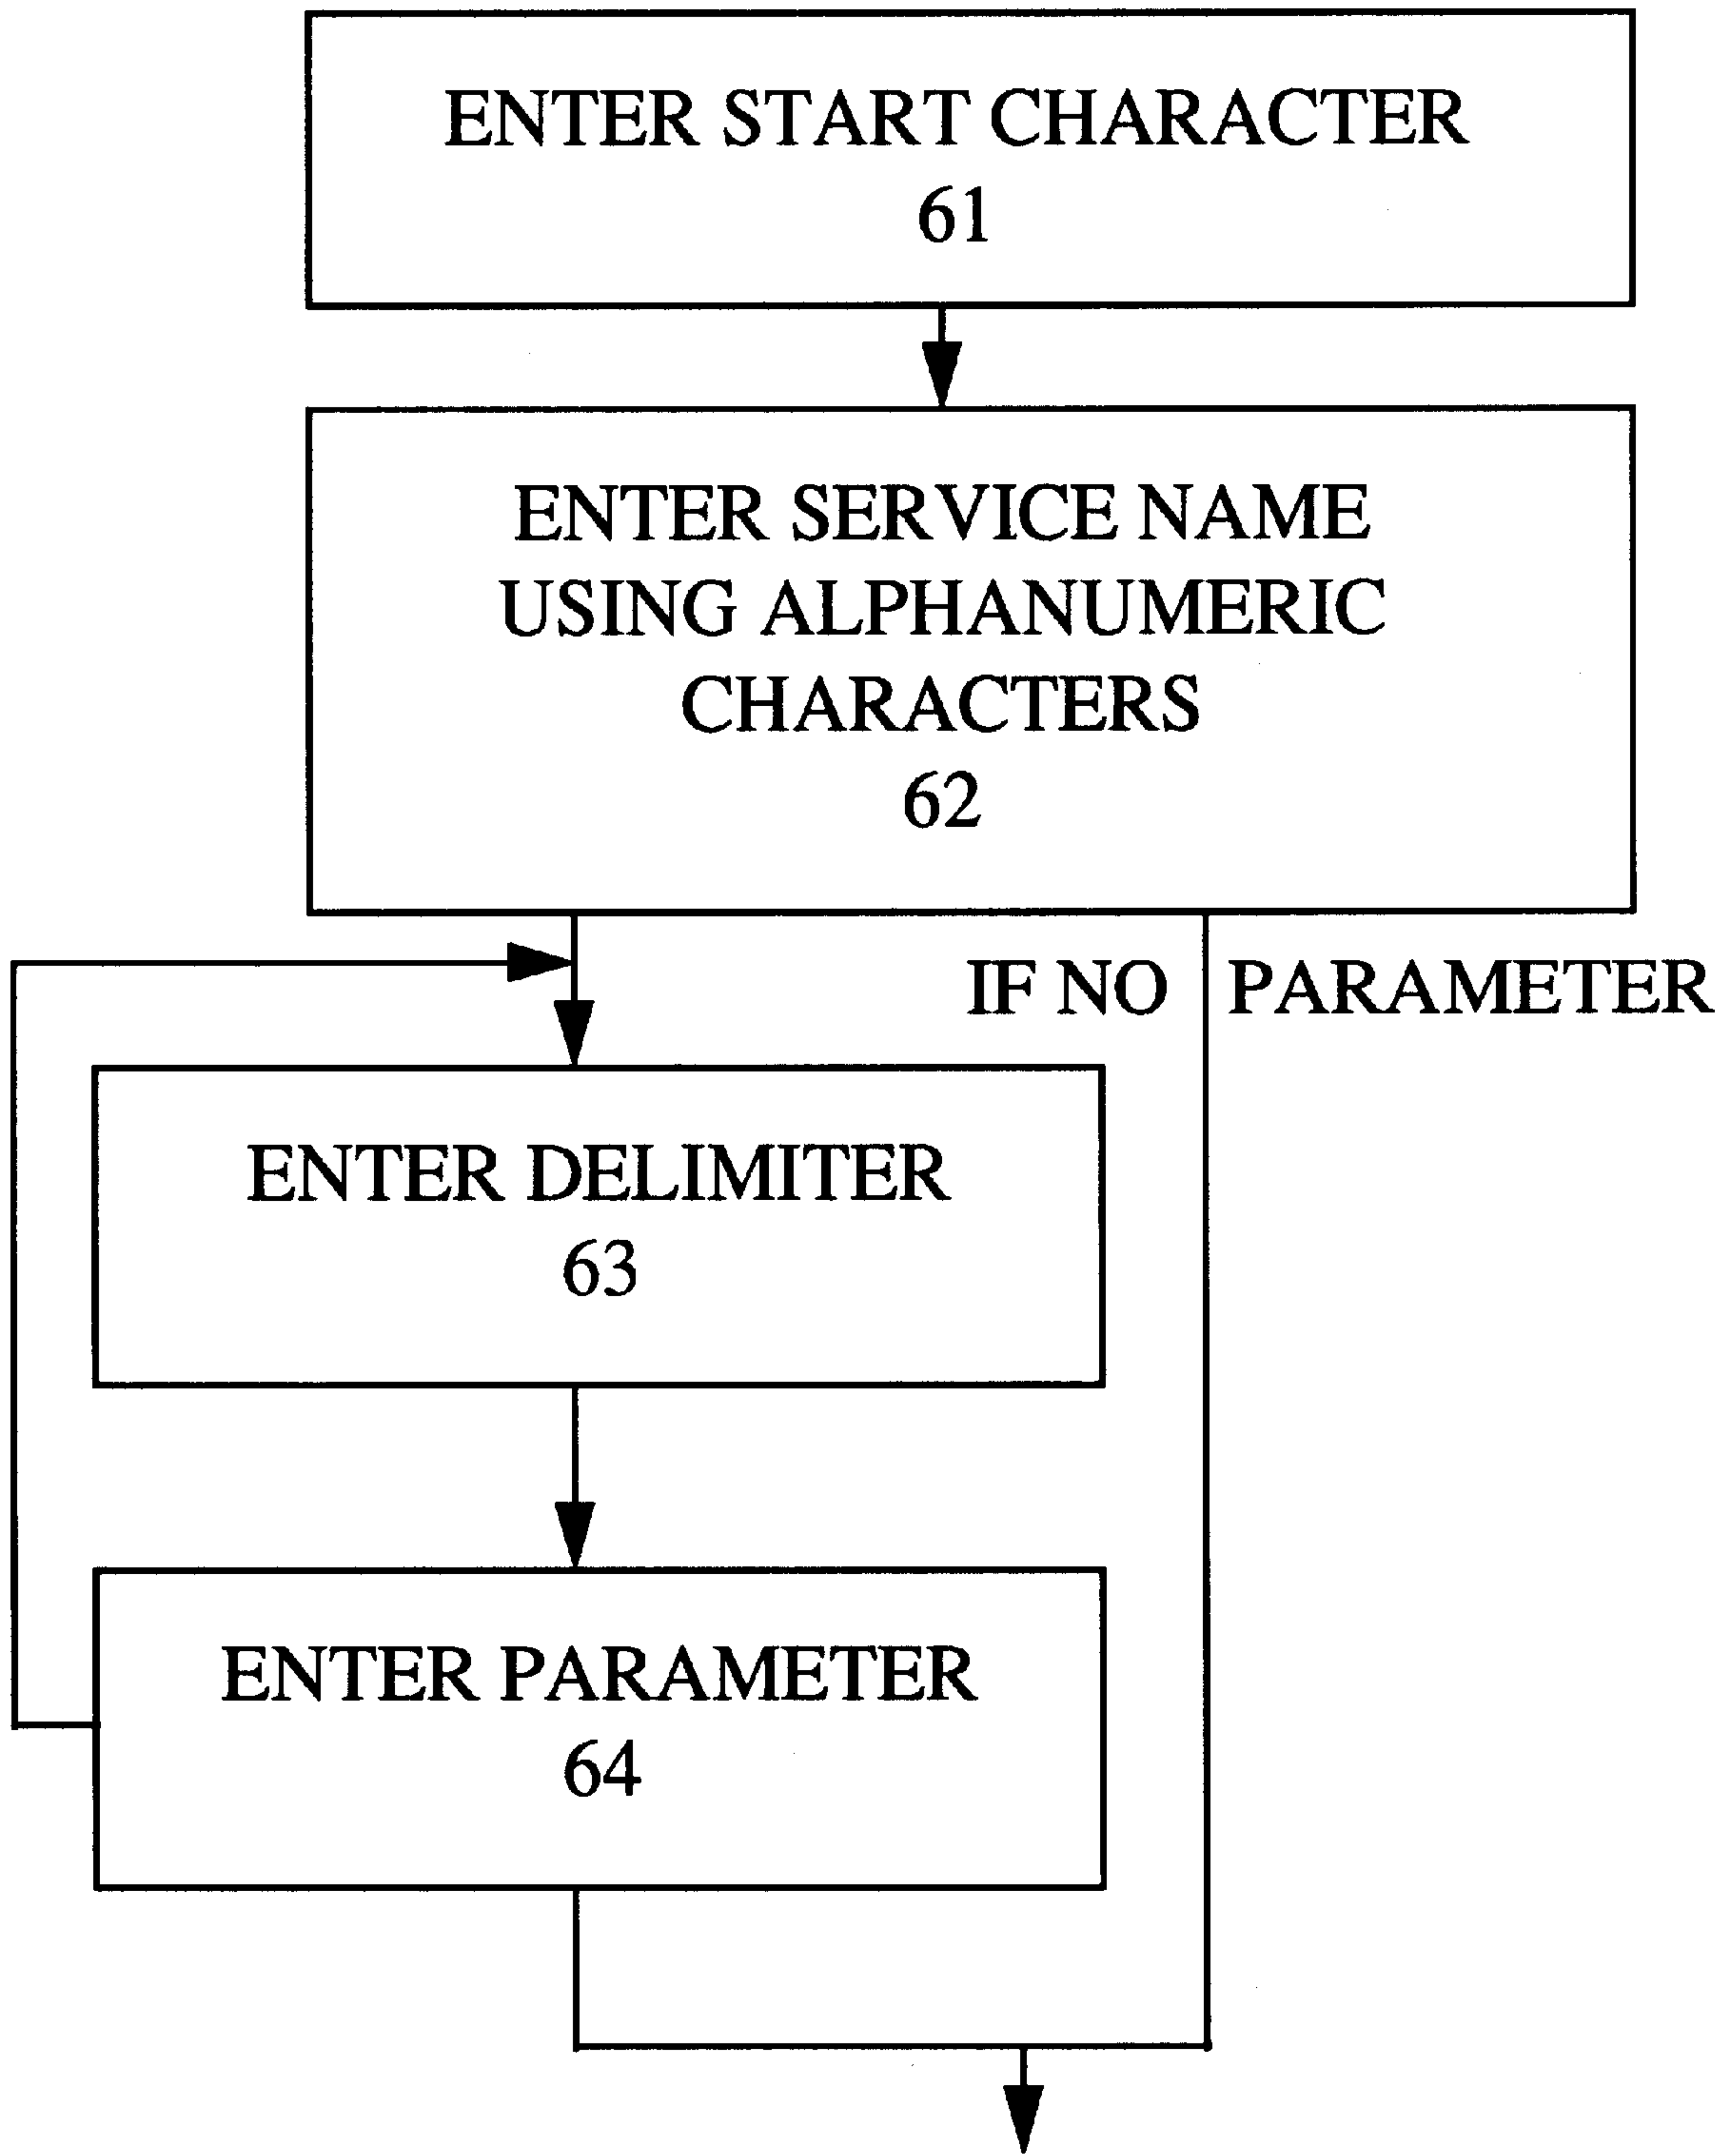 ENTER START CHARACTER
61
ENTER SERVICE NAME
USING ALPHANUMERIC
CHARACTERS
62
IF NO PARAMETER
ENTER DELIMITER
63
ENTER PARAMETER
64